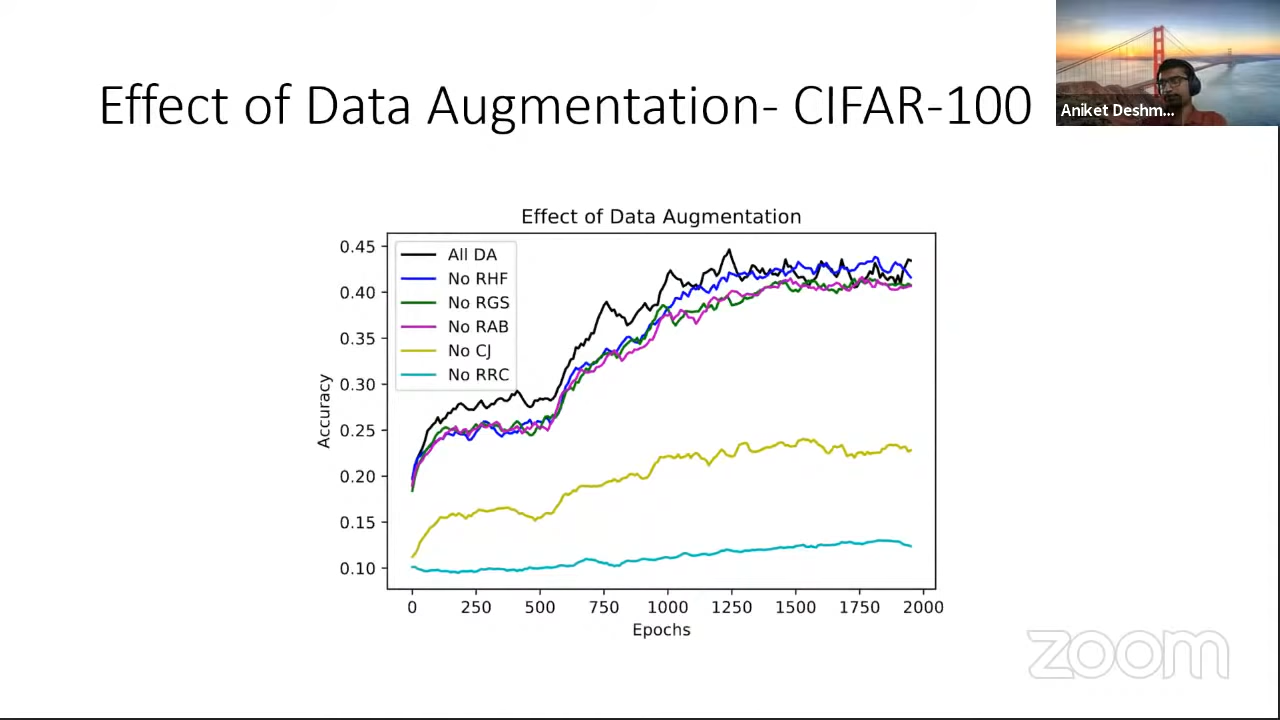 Effect of Data Augmentation- CIFAR-100
Aniket Deshm...
Effect of Data Augmentation
All DA
No RHF
No RGS
No RAB
No CJ
No RRC
Accuracy
0.45
0.40
0.35
0.30
0.25
0.20
0.15
0.10
0 250 500 750 1000 1250 1500 1750 2000
Epochs
zoom